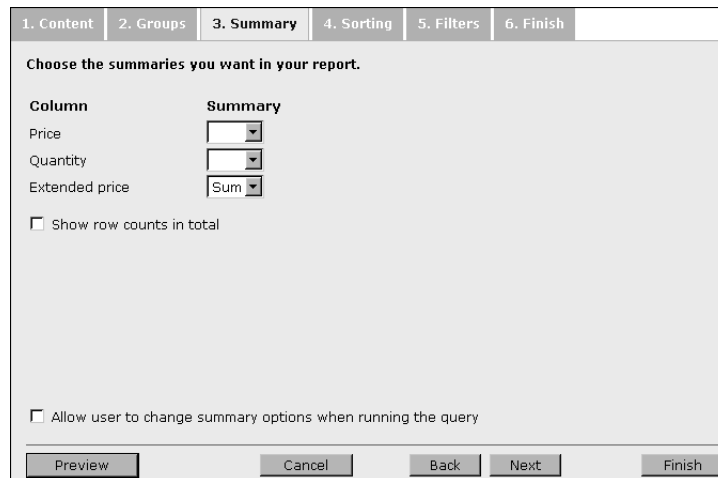 1. Content 2. Groups 3. Summary 4. Sorting 5. Filters 6. Finish
Choose the summaries you want in your report.
Column Summary
Price
Quantity
Extended price Sum
Show row counts in total
Allow user to change summary options when running the query
Preview Cancel Back Next Finish